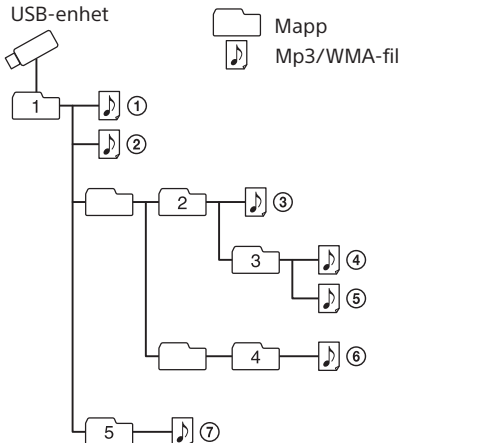 USB-enhet
Mapp
Mp3/WMA-fil
1 ①
②
2 ③
3 ④
⑤
4 ⑥
5 ⑦